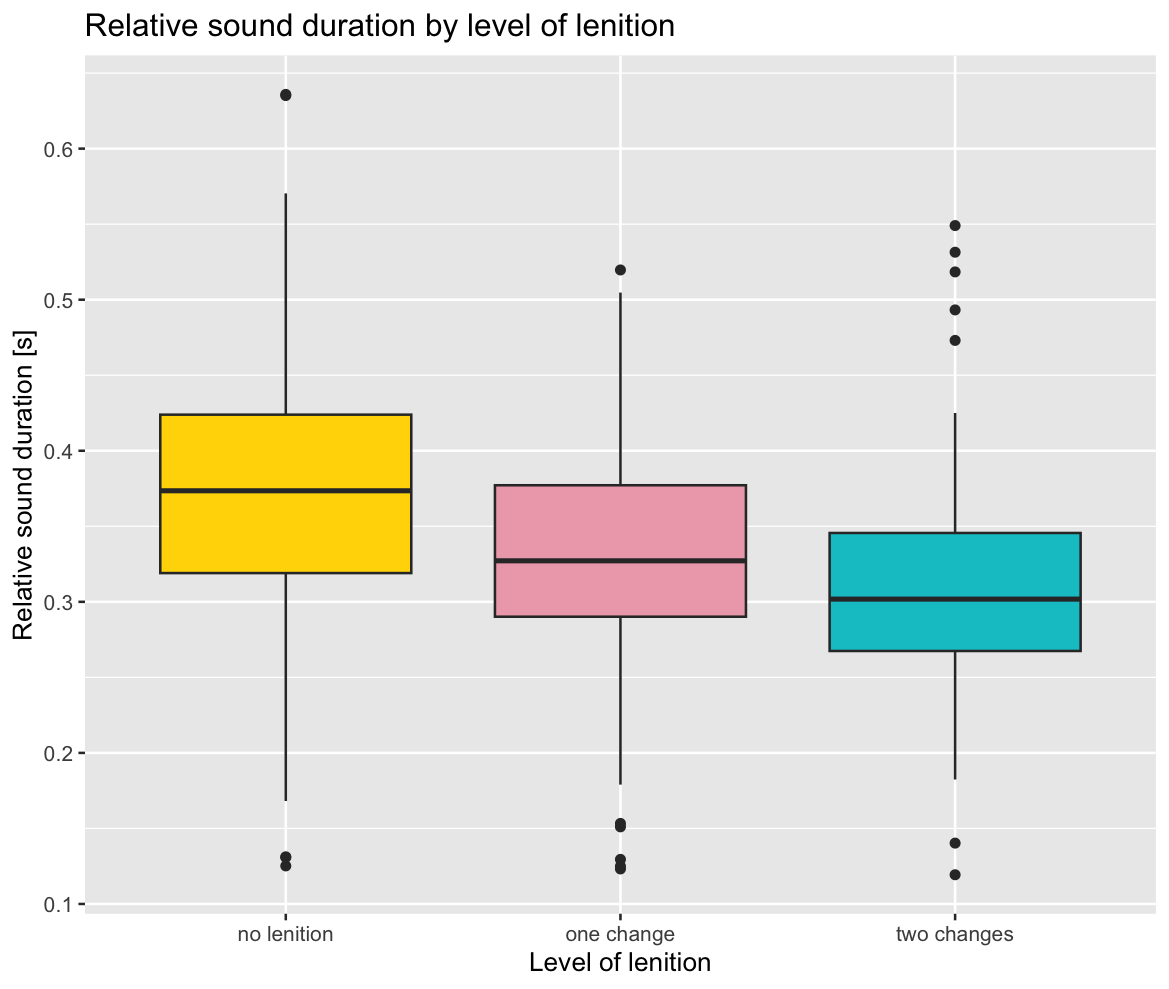 Relative sound duration by level of lenition
Relative sound duration [s]
0.6
0.5
0.4
0.3
0.2
0.1
no lenition
one change
two changes
Level of lenition